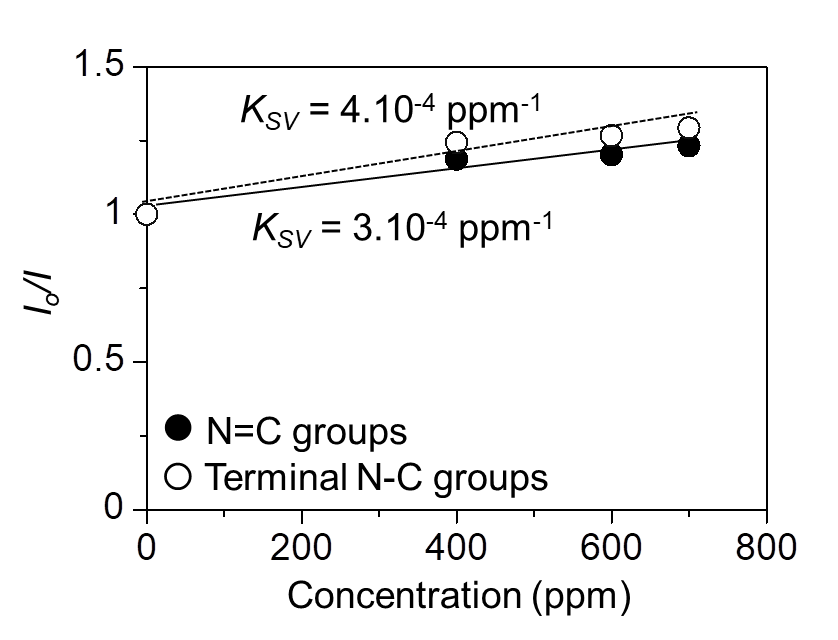 1.5
K_SV = 4.10⁻⁴ ppm⁻¹
1
K_SV = 3.10⁻⁴ ppm⁻¹
Iₒ/I
0.5
N=C groups
Terminal N-C groups
0
0 200 400 600 800
Concentration (ppm)